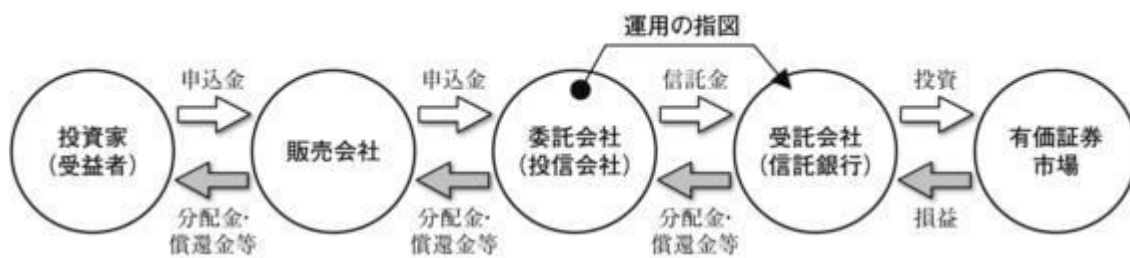 運用の指図
申込金
申込金
信託金
投資
投資家
(受益者)
販売会社
委託会社
(投信会社)
受託会社
(信託銀行)
有価証券
市場
分配金・
償還金等
分配金・
償還金等
分配金・
償還金等
損益